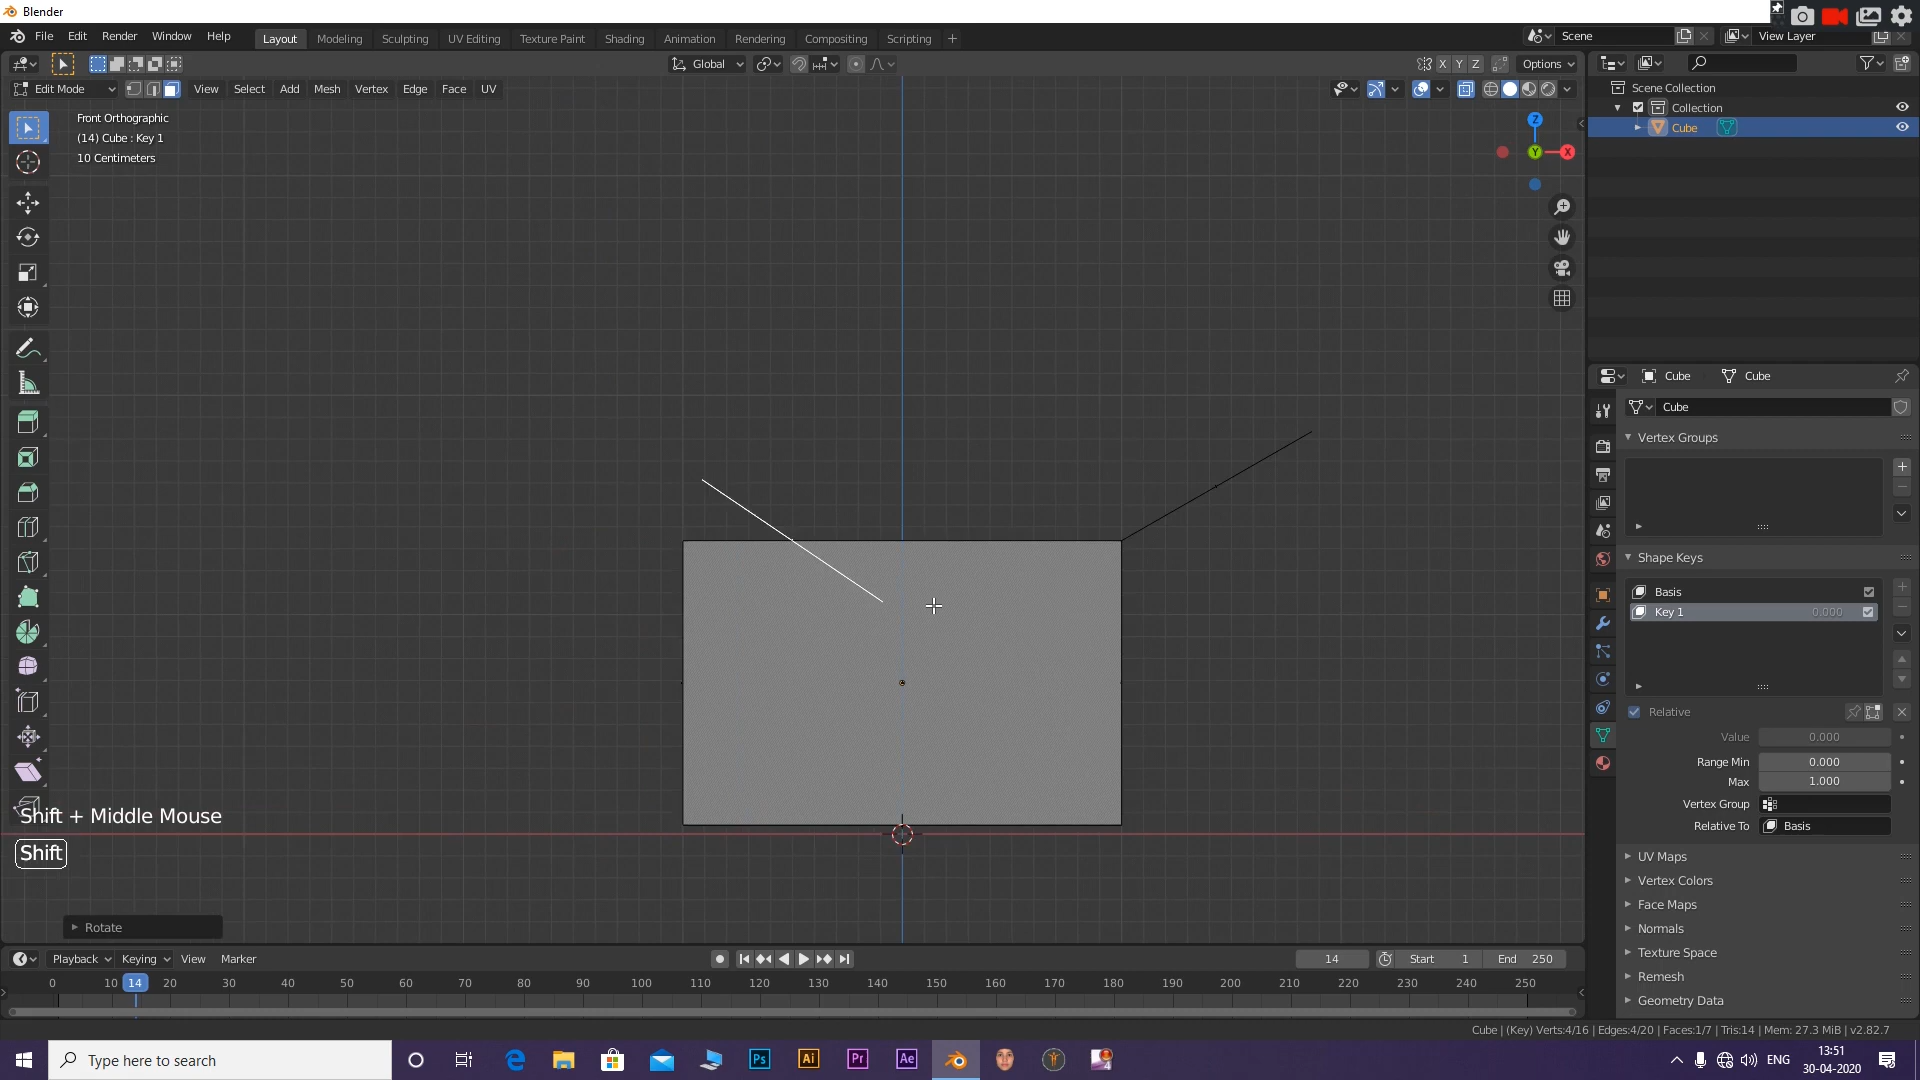 Blender
File Edit Render Window Help
Layout Modeling Sculpting UV Editing Texture Paint Shading Animation Rendering Compositing Scripting +
Scene
View Layer
Global
X Y Z
Options
Edit Mode
View Select Add Mesh Vertex Edge Face UV
Front Orthographic
(14) Cube : Key 1
10 Centimeters
Z
Y
X
Scene Collection
Collection
Cube
Cube
Cube
Cube
Vertex Groups
Shape Keys
Basis
Key 1 0.000
Relative
Value 0.000
Range Min 0.000
Max 1.000
Vertex Group
Relative To Basis
UV Maps
Vertex Colors
Face Maps
Normals
Texture Space
Remesh
Geometry Data
Shift + Middle Mouse
Shift
Rotate
Playback Keying View Marker
14
Start 1
End 250
0 10 14 20 30 40 50 60 70 80 90 100 110 120 130 140 150 160 170 180 190 200 210 220 230 240 250
Cube | (Key) Verts:4/16 | Edges:4/20 | Faces:1/7 | Tris:14 | Mem: 27.3 MiB | v2.82.7
Type here to search
Ps
Ai
Pr
Ae
ENG
13:51
30-04-2020